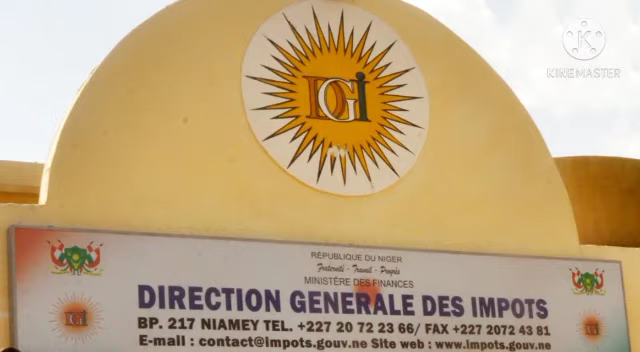 KINEMASTER
DGI
RÉPUBLIQUE DU NIGER
Fraternité - Travail - Progrès
MINISTÈRE DES FINANCES
DIRECTION GENERALE DES IMPOTS
BP. 217 NIAMEY TEL. +227 20 72 23 66/ FAX +227 2072 43 81
E-mail : contact@impots.gouv.ne Site web : www.impots.gouv.ne
DGI
DGI